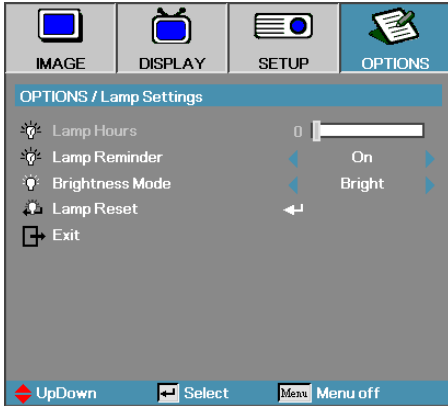 IMAGE DISPLAY SETUP OPTIONS
OPTIONS / Lamp Settings
Lamp Hours 0
Lamp Reminder On
Brightness Mode Bright
Lamp Reset
Exit
UpDown Select Menu Menu off